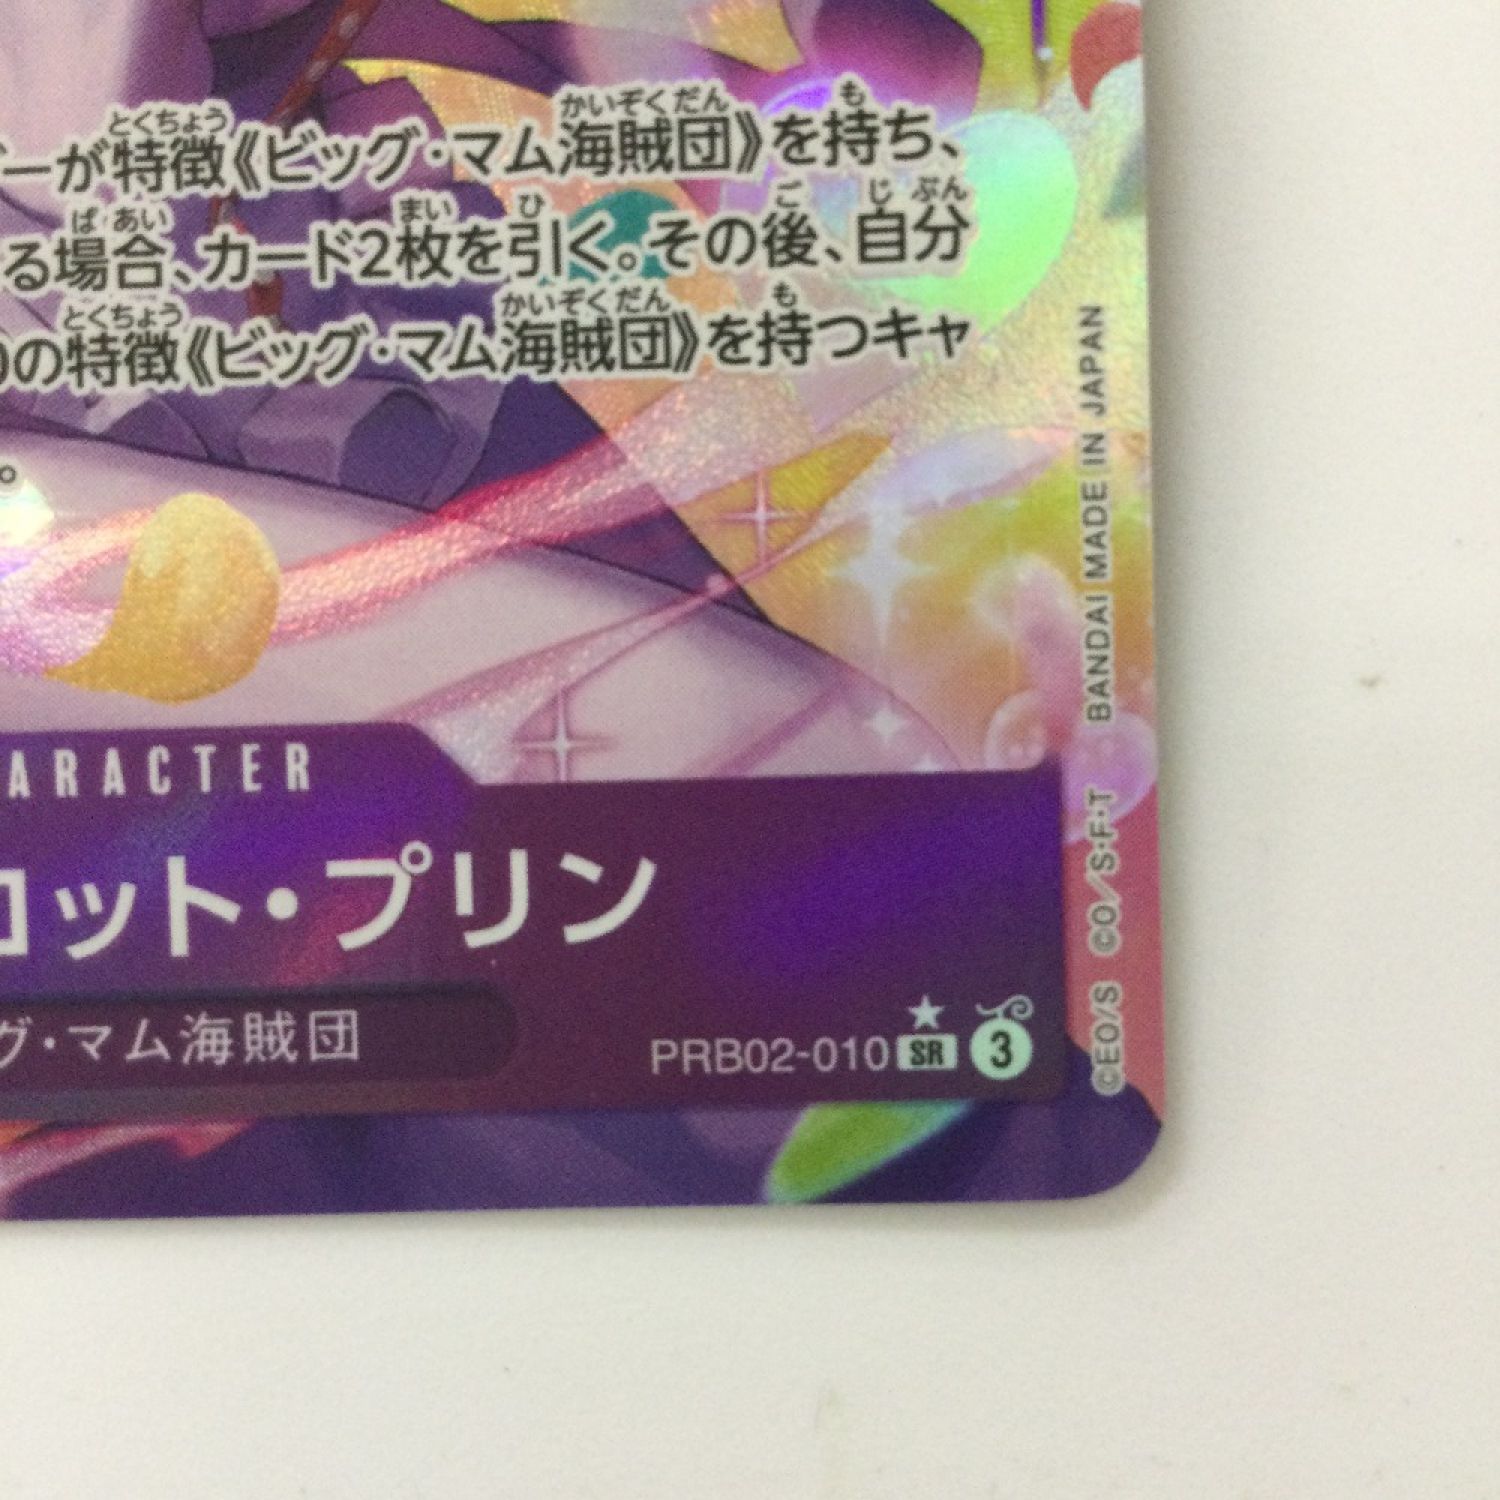 ーが特徴《ビッグ・マム海賊団》を持ち、
る場合、カード2枚を引く。その後、自分
の特徴《ビッグ・マム海賊団》を持つキャ
。
ARACTER
ロット・プリン
グ・マム海賊団
PRB02-010 SR 3
©EO/S ©O/S・F・T BANDAI MADE IN JAPAN